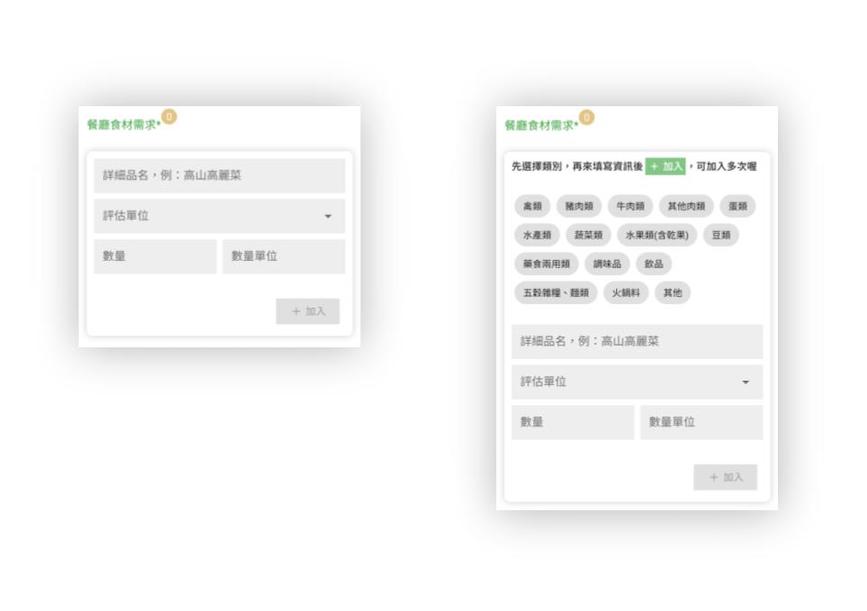 餐廳食材需求* 0
詳細品名，例：高山高麗菜
評估單位
數量 數量單位
+ 加入
餐廳食材需求* 0
先選擇類別，再來填寫資訊後 + 加入 ，可加入多次喔
禽類 豬肉類 牛肉類 其他肉類 蛋類
水產類 蔬菜類 水果類(含乾果) 豆類
藥食兩用類 調味品 飲品
五穀雜糧、麵類 火鍋料 其他
詳細品名，例：高山高麗菜
評估單位
數量 數量單位
+ 加入